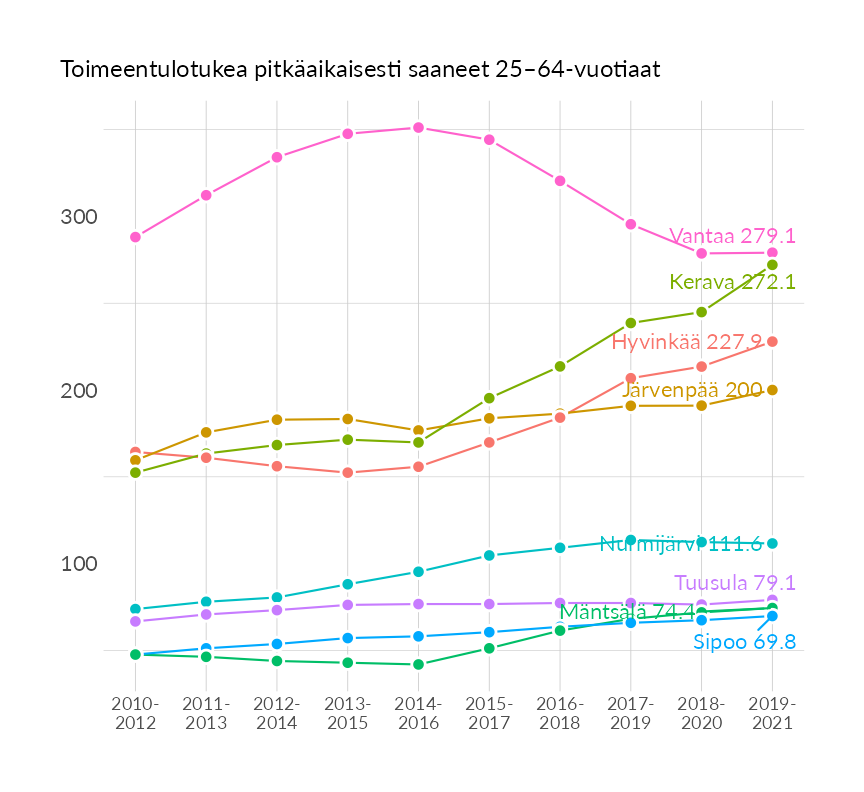 Toimeentulotukea pitkäaikaisesti saaneet 25–64-vuotiaat
300
200
100
Vantaa 279.1
Kerava 272.1
Hyvinkää 227.9
Järvenpää 200
Nurmijärvi 111.6
Tuusula 79.1
Mäntsälä 74.4
Sipoo 69.8
2010- 2011- 2012- 2013- 2014- 2015- 2016- 2017- 2018- 2019-
2012 2013 2014 2015 2016 2017 2018 2019 2020 2021